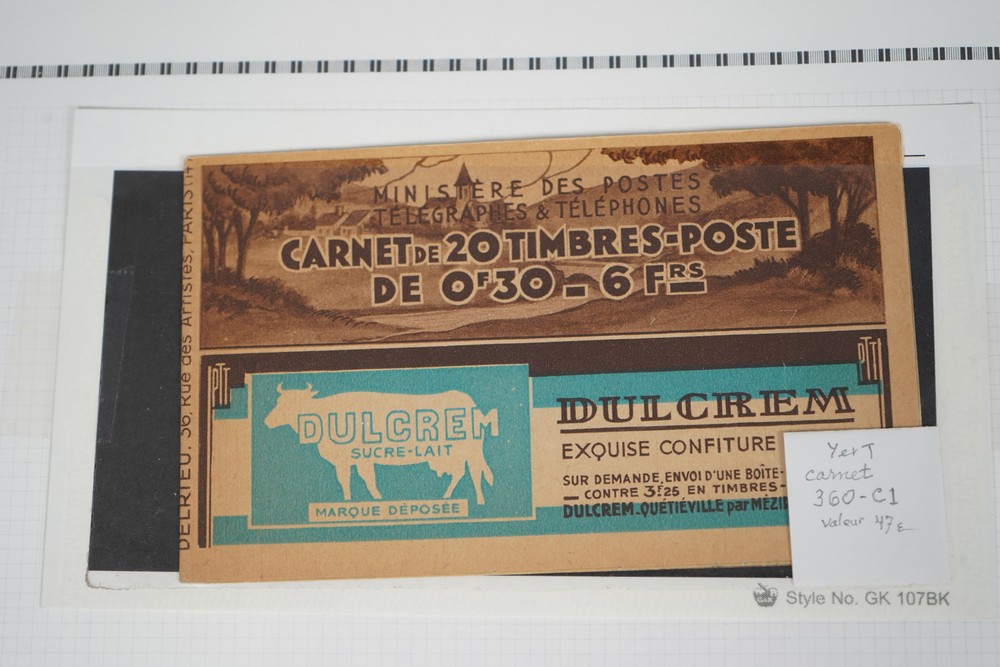 MINISTÈRE DES POSTES
TÉLÉGRAPHES & TÉLÉPHONES
CARNET DE 20 TIMBRES-POSTE
DE 0F30 - 6 FRS
DELRIEU. 36, Rue des Artistes, PARIS (14
PTT
PTT
DULCREM
SUCRE-LAIT
MARQUE DÉPOSÉE
DULCREM
EXQUISE CONFITURE
SUR DEMANDE, ENVOI D'UNE BOÎTE-
CONTRE 3F25 EN TIMBRES-
DULCREM. QUÉTIÉVILLE par MÉZI
Y et T
carnet
360-C1
valeur 47 €
Style No. GK 107BK